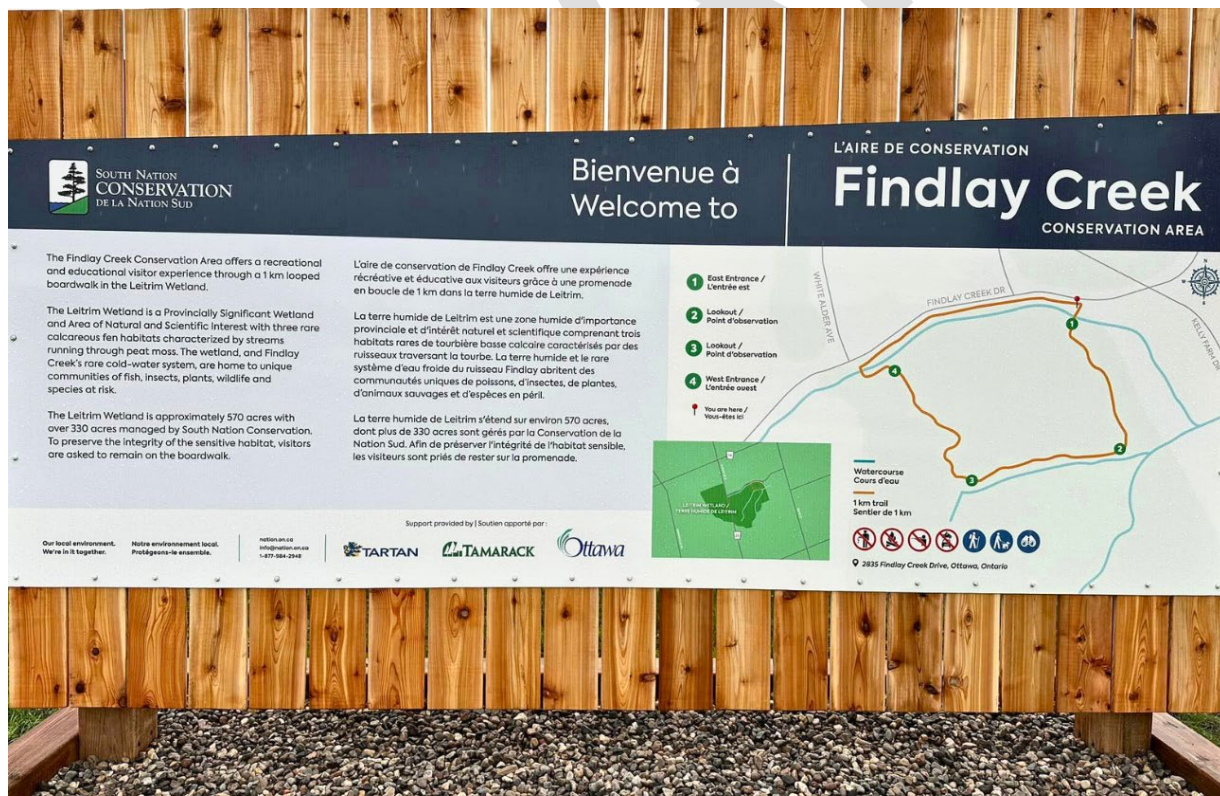 SOUTH NATION
CONSERVATION
DE LA NATION SUD
Bienvenue à
Welcome to
L'AIRE DE CONSERVATION
Findlay Creek
CONSERVATION AREA
The Findlay Creek Conservation Area offers a recreational
and educational visitor experience through a 1 km looped
boardwalk in the Leitrim Wetland.
The Leitrim Wetland is a Provincially Significant Wetland
and Area of Natural and Scientific Interest with three rare
calcareous fen habitats characterized by streams
running through peat moss. The wetland, and Findlay
Creek's rare cold-water system, are home to unique
communities of fish, insects, plants, wildlife and
species at risk.
The Leitrim Wetland is approximately 570 acres with
over 330 acres managed by South Nation Conservation.
To preserve the integrity of the sensitive habitat, visitors
are asked to remain on the boardwalk.
L'aire de conservation de Findlay Creek offre une expérience
récréative et éducative aux visiteurs grâce à une promenade
en boucle de 1 km dans la terre humide de Leitrim.
La terre humide de Leitrim est une zone humide d'importance
provinciale et d'intérêt naturel et scientifique comprenant trois
habitats rares de tourbière basse calcaire caractérisés par des
ruisseaux traversant la tourbe. La terre humide et le rare
système d'eau froide du ruisseau Findlay abritent des
communautés uniques de poissons, d'insectes, de plantes,
d'animaux sauvages et d'espèces en péril.
La terre humide de Leitrim s'étend sur environ 570 acres,
dont plus de 330 acres sont gérés par la Conservation de la
Nation Sud. Afin de préserver l'intégrité de l'habitat sensible,
les visiteurs sont priés de rester sur la promenade.
1 East Entrance /
L'entrée est
2 Lookout /
Point d'observation
3 Lookout /
Point d'observation
4 West Entrance /
L'entrée ouest
You are here /
Vous-êtes ici
WHITE ALDER AVE
FINDLAY CREEK DR
KELLY FARM DR
1
2
3
4
LEITRIM WETLAND /
TERRE HUMIDE DE LEITRIM
Watercourse
Cours d'eau
1 km trail
Sentier de 1 km
2835 Findlay Creek Drive, Ottawa, Ontario
Our local environment.
We're in it together.
Notre environnement local.
Protégeons-le ensemble.
nation.on.ca
info@nation.on.ca
1-877-984-2948
Support provided by | Soutien apporté par :
TARTAN
TAMARACK
Ottawa